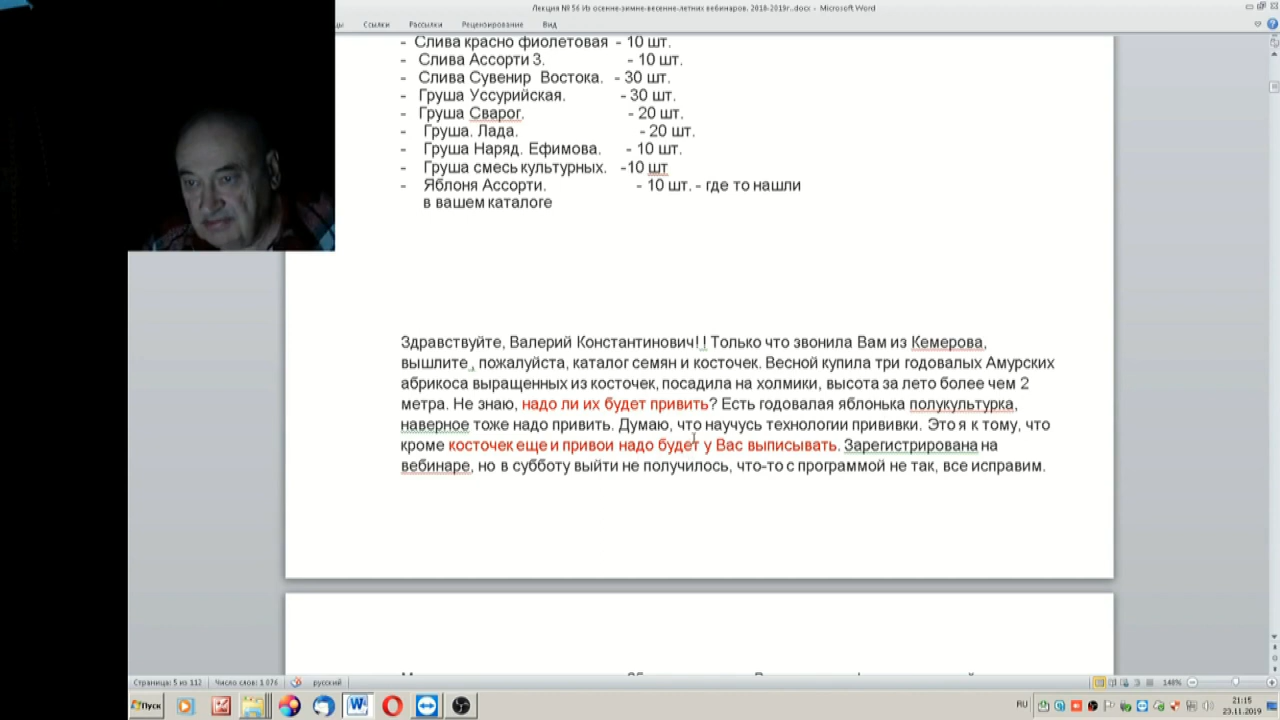 Лекция № 56 Из осенне-зимне-весенне-летних вебинаров. 2018-2019г..docx - Microsoft Word
Ссылки Рассылки Рецензирование Вид
- Слива красно фиолетовая - 10 шт.
- Слива Ассорти 3. - 10 шт.
- Слива Сувенир Востока. - 30 шт.
- Груша Уссурийская. - 30 шт.
- Груша Сварог. - 20 шт.
- Груша. Лада. - 20 шт.
- Груша Наряд. Ефимова. - 10 шт.
- Груша смесь культурных. -10 шт
- Яблоня Ассорти. - 10 шт. - где то нашли
в вашем каталоге
Здравствуйте, Валерий Константинович!! Только что звонила Вам из Кемерова,
вышлите , пожалуйста, каталог семян и косточек. Весной купила три годовалых Амурских
абрикоса выращенных из косточек, посадила на холмики, высота за лето более чем 2
метра. Не знаю, надо ли их будет привить? Есть годовалая яблонька полукультурка,
наверное тоже надо привить. Думаю, что научусь технологии прививки. Это я к тому, что
кроме косточек еще и привои надо будет у Вас выписывать. Зарегистрирована на
вебинаре, но в субботу выйти не получилось, что-то с программой не так, все исправим.
Страница: 5 из 112 Число слов: 1 076 русский 148%
Пуск RU 21:15
23.11.2019